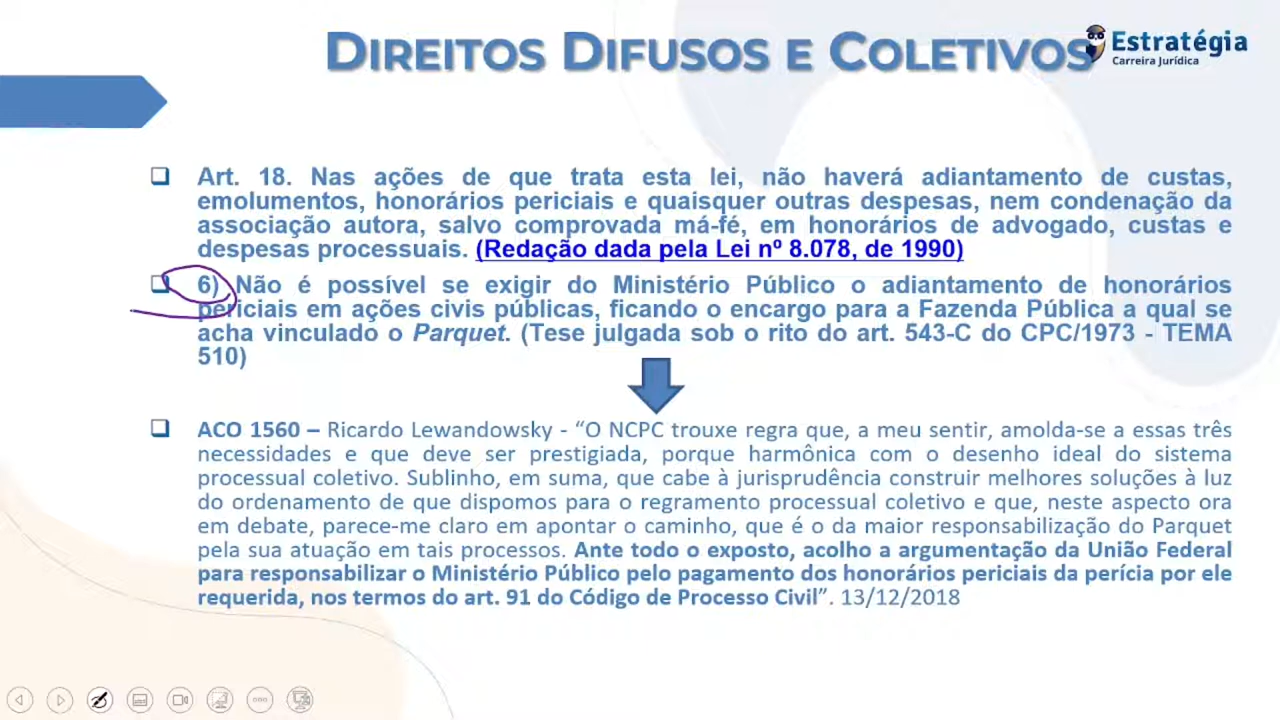 DIREITOS DIFUSOS E COLETIVOS
Estratégia
Carreira Jurídica
Art. 18. Nas ações de que trata esta lei, não haverá adiantamento de custas,
emolumentos, honorários periciais e quaisquer outras despesas, nem condenação da
associação autora, salvo comprovada má-fé, em honorários de advogado, custas e
despesas processuais. (Redação dada pela Lei nº 8.078, de 1990)
6) Não é possível se exigir do Ministério Público o adiantamento de honorários
periciais em ações civis públicas, ficando o encargo para a Fazenda Pública a qual se
acha vinculado o Parquet. (Tese julgada sob o rito do art. 543-C do CPC/1973 - TEMA
510)
ACO 1560 – Ricardo Lewandowsky - “O NCPC trouxe regra que, a meu sentir, amolda-se a essas três
necessidades e que deve ser prestigiada, porque harmônica com o desenho ideal do sistema
processual coletivo. Sublinho, em suma, que cabe à jurisprudência construir melhores soluções à luz
do ordenamento de que dispomos para o regramento processual coletivo e que, neste aspecto ora
em debate, parece-me claro em apontar o caminho, que é o da maior responsabilização do Parquet
pela sua atuação em tais processos. Ante todo o exposto, acolho a argumentação da União Federal
para responsabilizar o Ministério Público pelo pagamento dos honorários periciais da perícia por ele
requerida, nos termos do art. 91 do Código de Processo Civil”. 13/12/2018